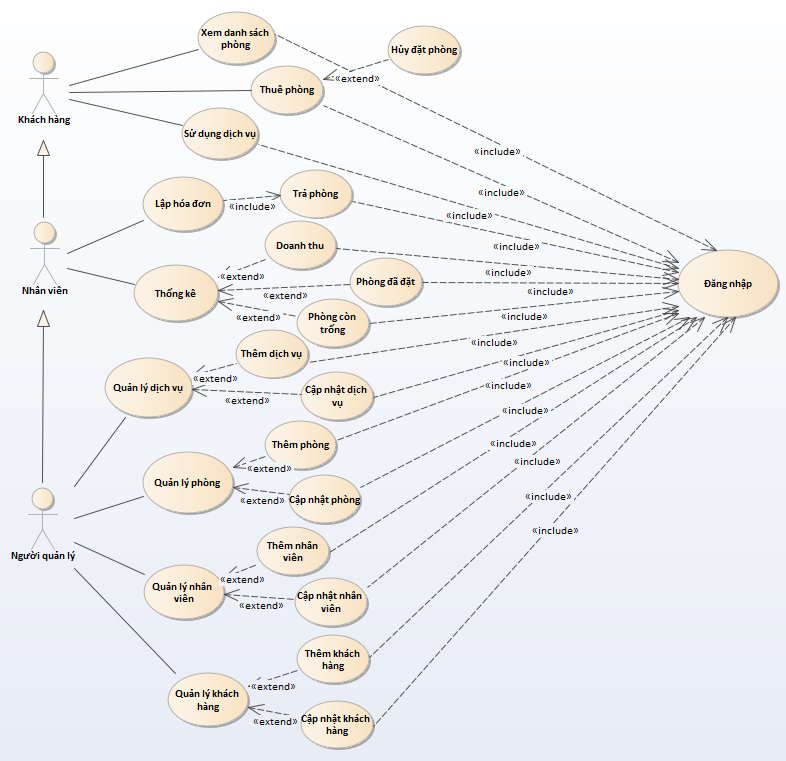 Xem danh sách
phòng
Hủy đặt phòng
«extend»
Thuê phòng
Khách hàng
Sử dụng dịch vụ
«include»
Trả phòng
«include»
Lập hóa đơn
«include»
«include»
Doanh thu
«include»
Nhân viên
«extend»
«include»
Phòng đã đặt
Đăng nhập
Thống kê
«extend»
«include»
Phòng còn
trống
«extend»
«include»
Thêm dịch vụ
«include»
«extend»
«include»
Quản lý dịch vụ
Cập nhật dịch
vụ
«include»
«extend»
«include»
Thêm phòng
«include»
«extend»
«include»
Quản lý phòng
Cập nhật phòng
«extend»
«include»
«include»
Người quản lý
Thêm nhân
viên
«extend»
Quản lý nhân
viên
Cập nhật nhân
viên
«extend»
Thêm khách
hàng
«extend»
Quản lý khách
hàng
Cập nhật khách
hàng
«extend»